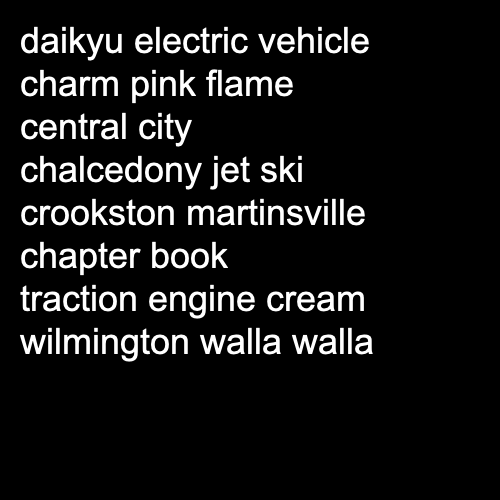 daikyu electric vehicle
charm pink flame
central city
chalcedony jet ski
crookston martinsville
chapter book
traction engine cream
wilmington walla walla